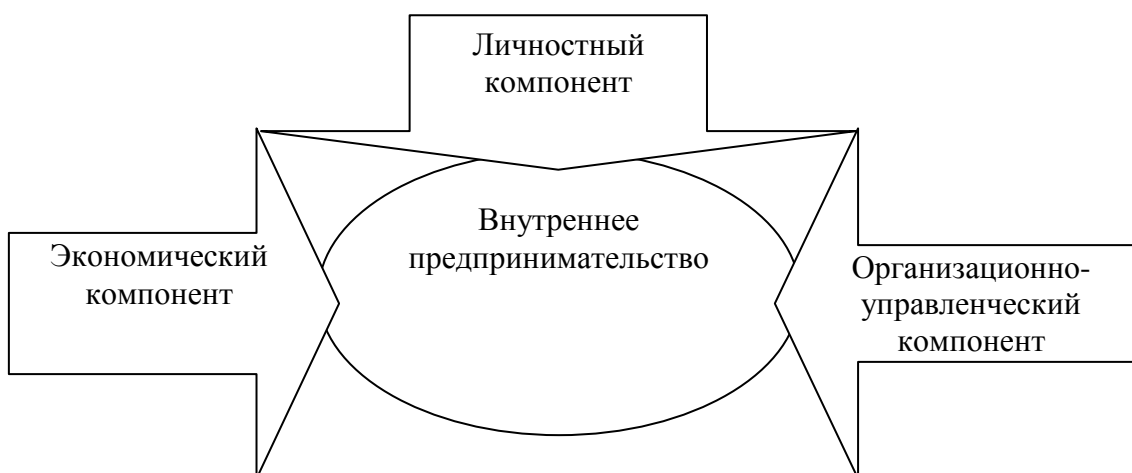 Личностный
компонент
Внутреннее
предпринимательство
Экономический
компонент
Организационно-
управленческий
компонент